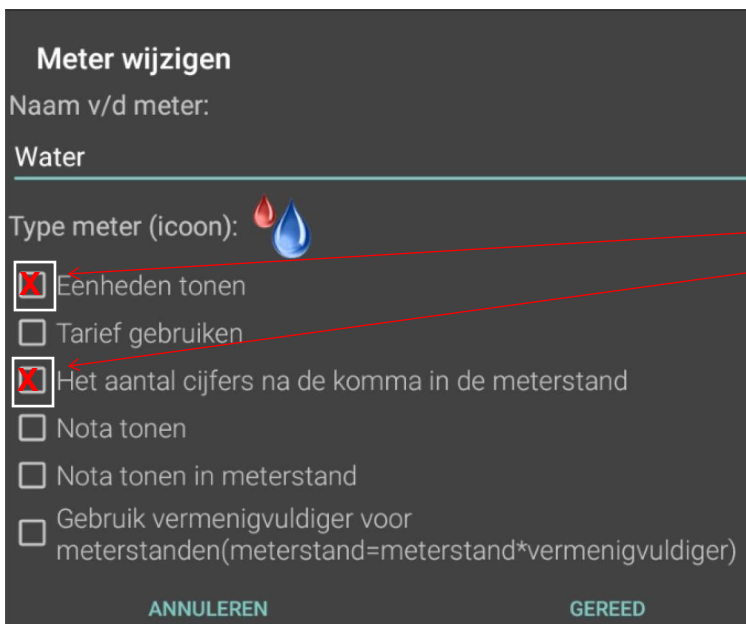 Meter wijzigen
Naam v/d meter:
Water
Type meter (icoon):
X Eenheden tonen
Tarief gebruiken
X Het aantal cijfers na de komma in de meterstand
Nota tonen
Nota tonen in meterstand
Gebruik vermenigvuldiger voor
meterstanden(meterstand=meterstand*vermenigvuldiger)
ANNULEREN GEREED